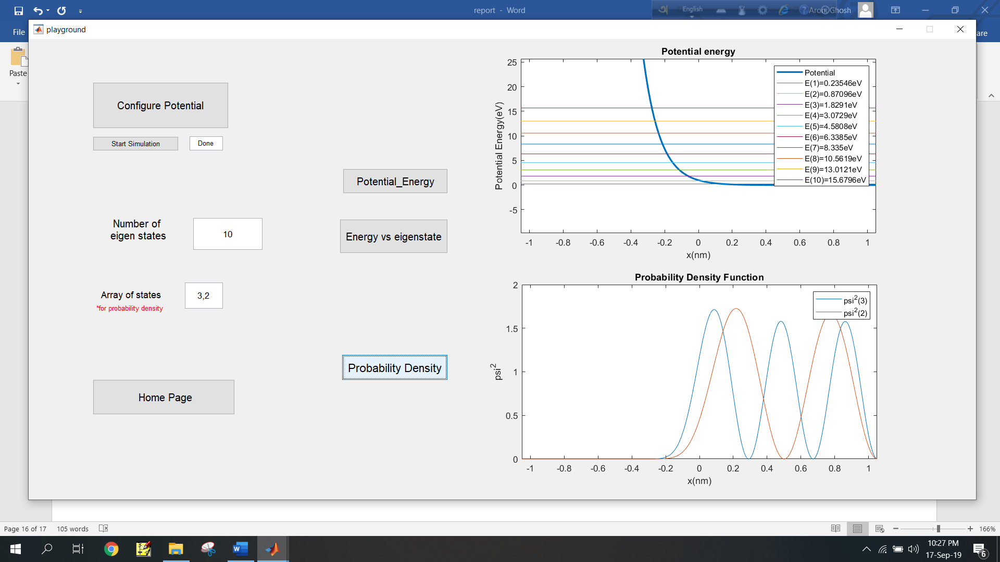 report - Word
English
Aroni Ghosh
File
are
Paste
playground
Configure Potential
Start Simulation
Done
Potential_Energy
Number of
eigen states
10
Energy vs eigenstate
Array of states
*for probability density
3,2
Probability Density
Home Page
Potential energy
25
20
15
10
5
0
-5
Potential Energy(eV)
-1 -0.8 -0.6 -0.4 -0.2 0 0.2 0.4 0.6 0.8 1
x(nm)
Potential
E(1)=0.23546eV
E(2)=0.87096eV
E(3)=1.8291eV
E(4)=3.0729eV
E(5)=4.5808eV
E(6)=6.3385eV
E(7)=8.335eV
E(8)=10.5619eV
E(9)=13.0121eV
E(10)=15.6796eV
Probability Density Function
2
1.5
1
0.5
0
psi²
-1 -0.8 -0.6 -0.4 -0.2 0 0.2 0.4 0.6 0.8 1
x(nm)
psi²(3)
psi²(2)
Page 16 of 17
105 words
166%
10:27 PM
17-Sep-19
6